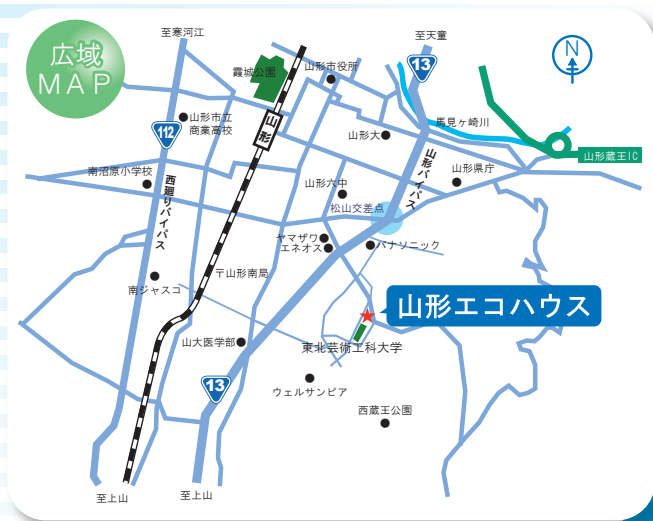 広域
MAP
至寒河江
至天童
N
霞城公園
山形市役所
13
山形市立
商業高校
112
山形
馬見ヶ崎川
山形大
山形蔵王IC
南沼原小学校
西廻りバイパス
山形バイパス
山形県庁
山形六中
松山交差点
ヤマザワ
エネオス
パナソニック
〒山形南局
南ジャスコ
山形エコハウス
山大医学部
東北芸術工科大学
13
ウェルサンピア
西蔵王公園
至上山
至上山